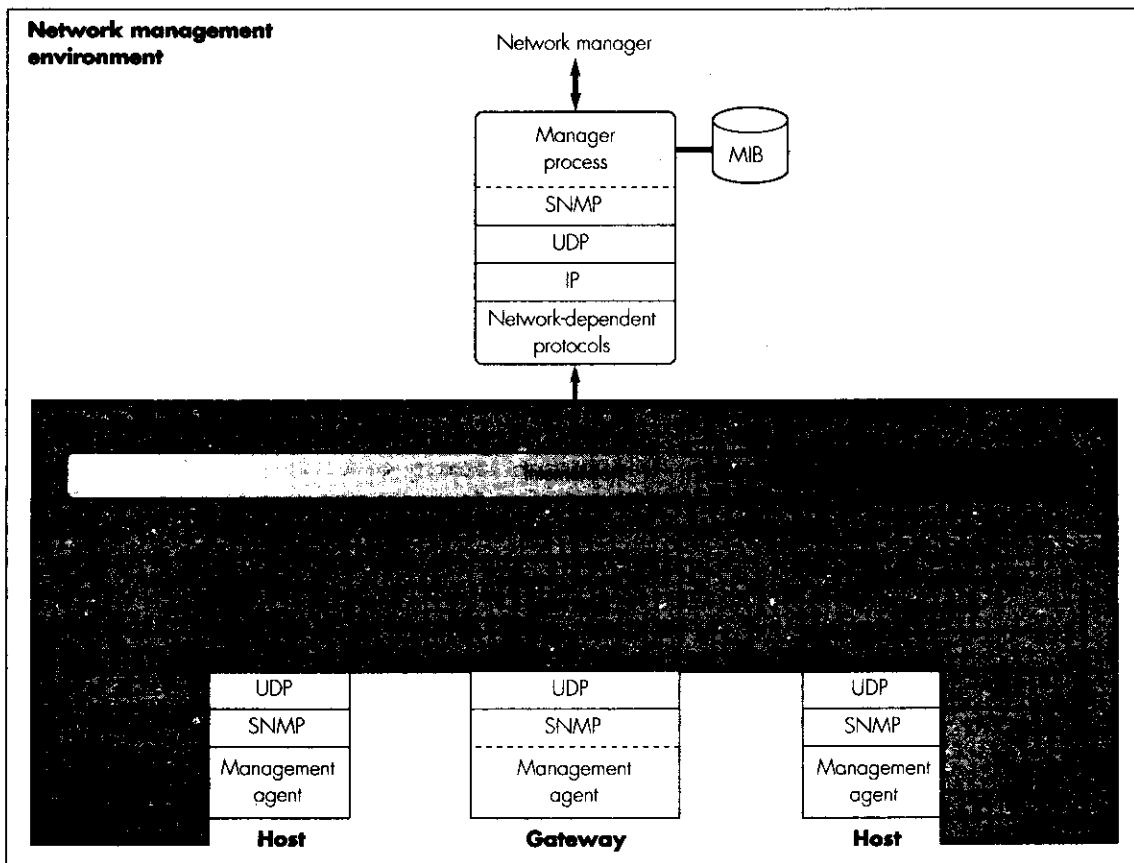 Network management
environment
Network manager
Manager
process
MIB
SNMP
UDP
IP
Network-dependent
protocols
UDP UDP UDP
SNMP SNMP SNMP
Management Management Management
agent agent agent
Host Gateway Host